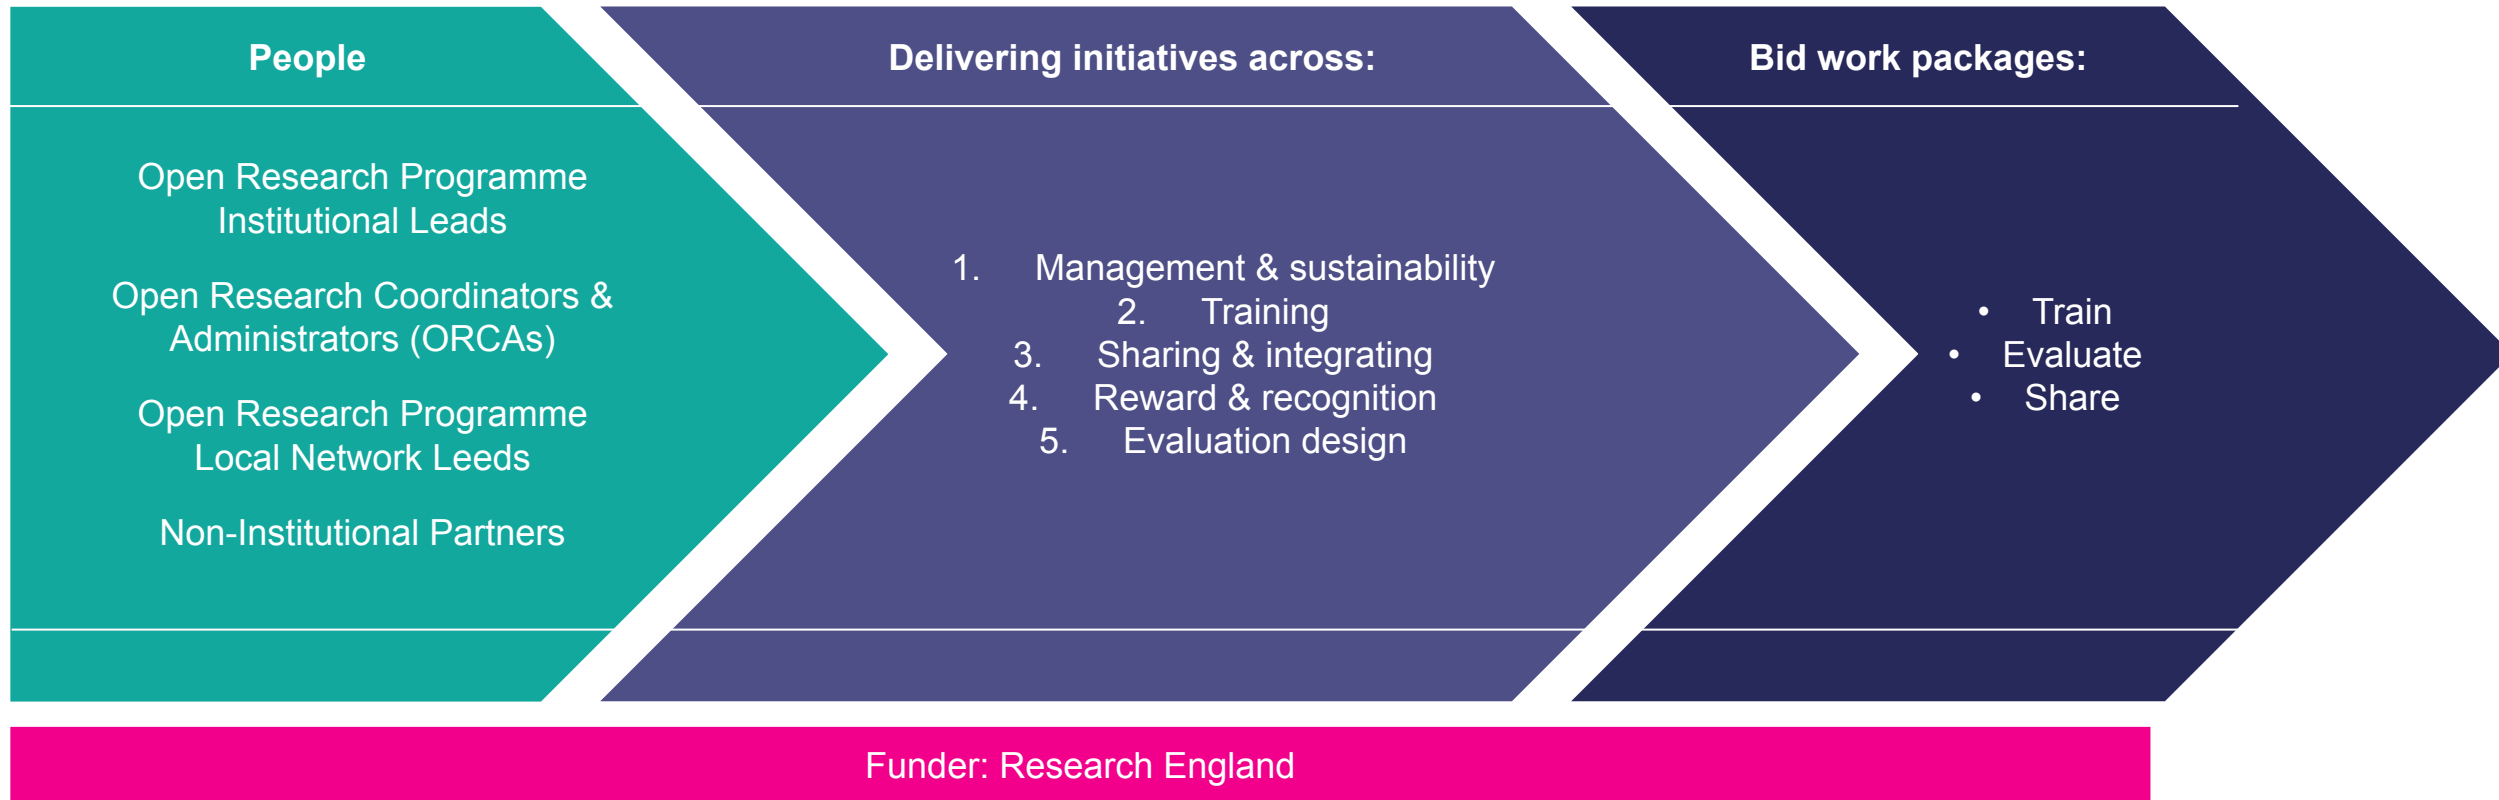 People
Open Research Programme
Institutional Leads
Open Research Coordinators &
Administrators (ORCAs)
Open Research Programme
Local Network Leeds
Non-Institutional Partners
Delivering initiatives across:
1. Management & sustainability
2. Training
3. Sharing & integrating
4. Reward & recognition
5. Evaluation design
Bid work packages:
• Train
• Evaluate
• Share
Funder: Research England